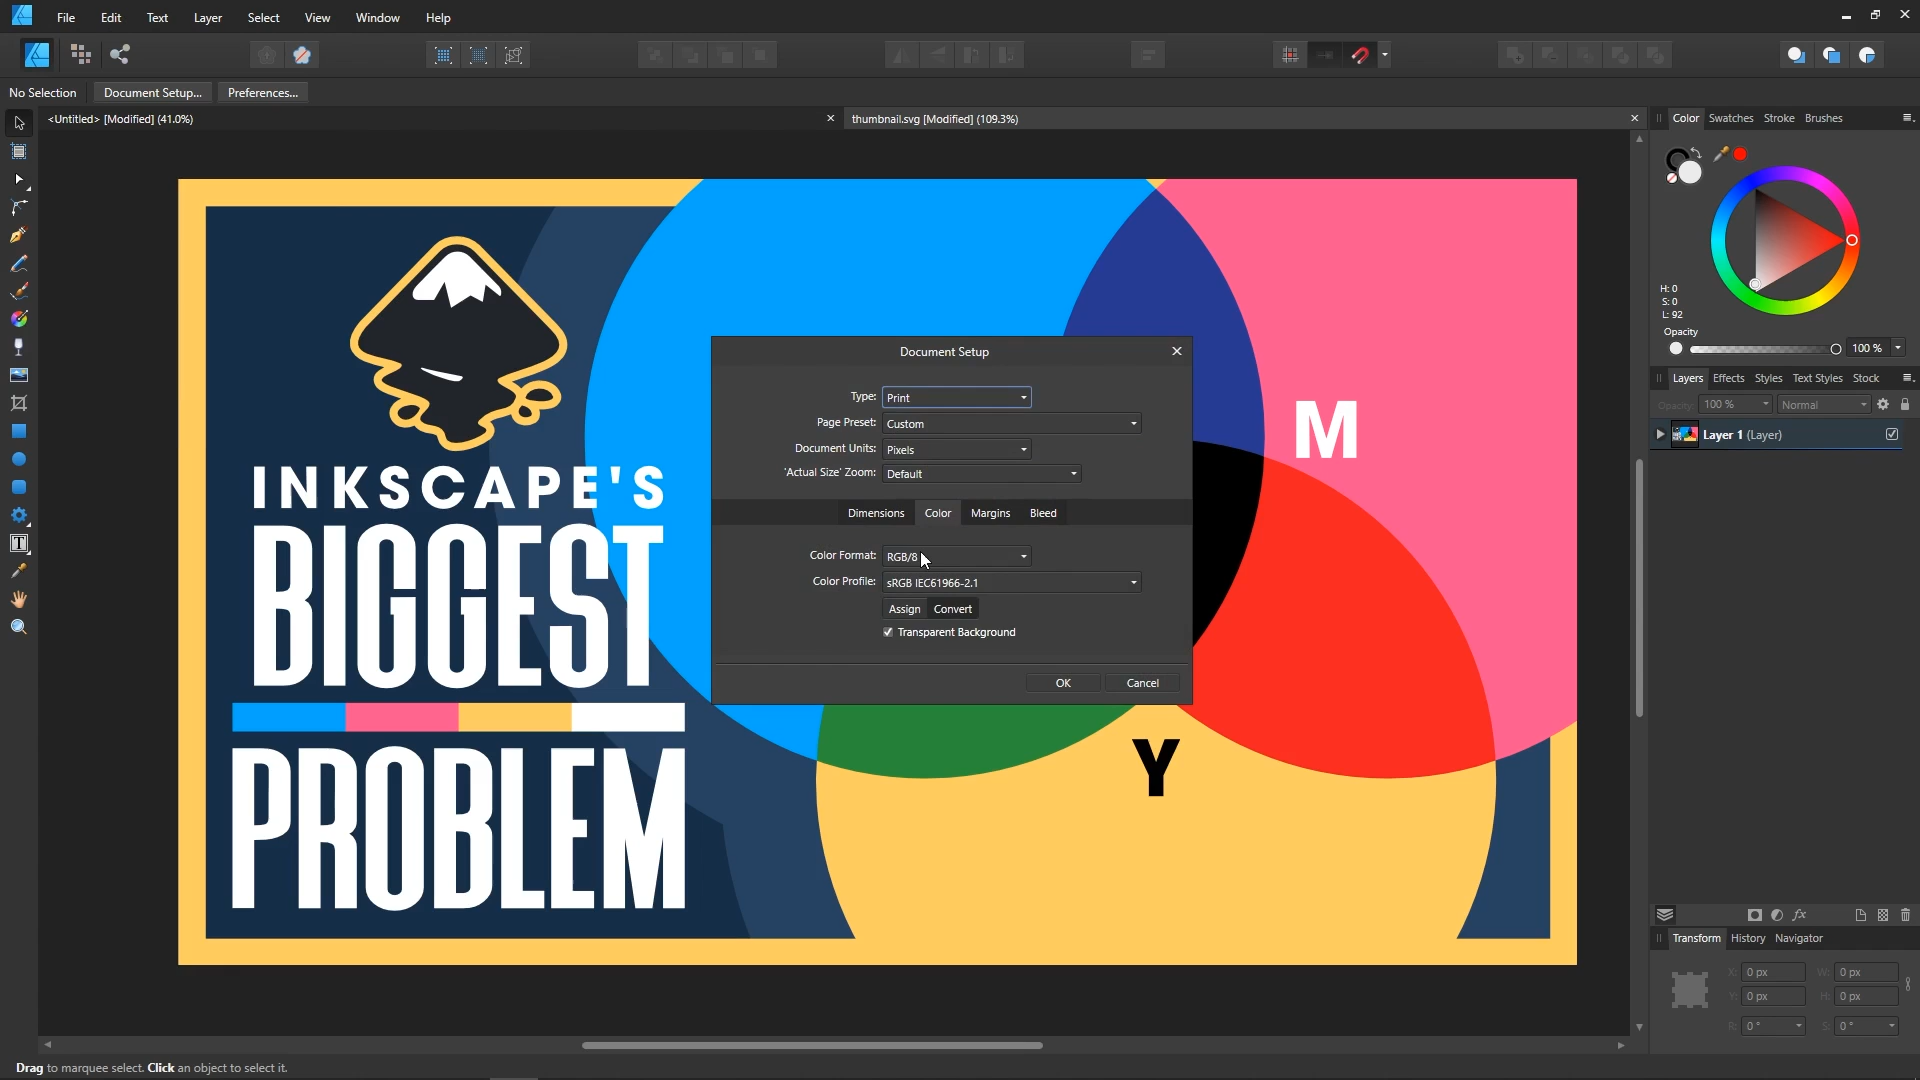 File Edit Text Layer Select View Window Help
No Selection Document Setup... Preferences...
<Untitled> [Modified] (41.0%)
thumbnail.svg [Modified] (109.3%)
Color Swatches Stroke Brushes
H: 0
S: 0
L: 92
Opacity
100 %
Layers Effects Styles Text Styles Stock
Opacity: 100 % Normal
Layer 1 (Layer)
INKSCAPE'S
BIGGEST
PROBLEM
M
Y
Document Setup
Type: Print
Page Preset: Custom
Document Units: Pixels
'Actual Size' Zoom: Default
Dimensions Color Margins Bleed
Color Format: RGB/8
Color Profile: sRGB IEC61966-2.1
Assign Convert
Transparent Background
OK Cancel
fx
Transform History Navigator
X: 0 px W: 0 px
Y: 0 px H: 0 px
R: 0 ° S: 0 °
Drag to marquee select. Click an object to select it.